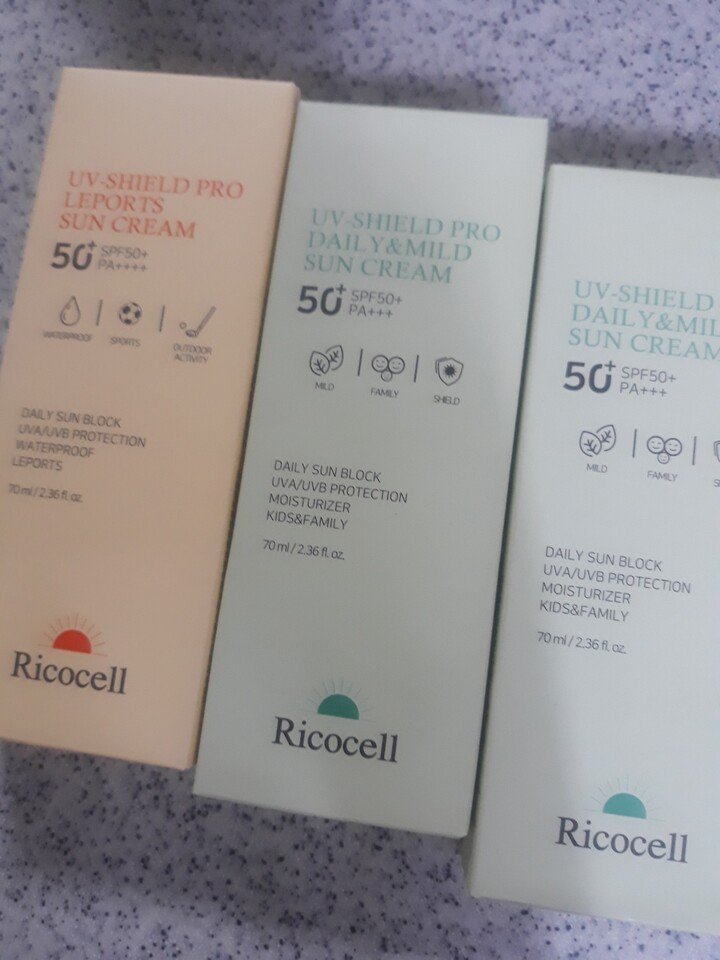 UV-SHIELD PRO
LEPORTS
SUN CREAM
50+ SPF50+
PA++++
WATERPROOF
SPORTS
OUTDOOR
ACTIVITY
DAILY SUN BLOCK
UVA/UVB PROTECTION
WATERPROOF
LEPORTS
70 ml / 2.36 fl. oz.
Ricocell
UV-SHIELD PRO
DAILY&MILD
SUN CREAM
50+ SPF50+
PA+++
MILD
FAMILY
SHIELD
DAILY SUN BLOCK
UVA/UVB PROTECTION
MOISTURIZER
KIDS&FAMILY
70 ml / 2.36 fl. oz.
Ricocell
UV-SHIELD
DAILY&MIL
SUN CREAM
50+ SPF50+
PA+++
MILD
FAMILY
DAILY SUN BLOCK
UVA/UVB PROTECTION
MOISTURIZER
KIDS&FAMILY
70 ml / 2.36 fl. oz.
Ricocell